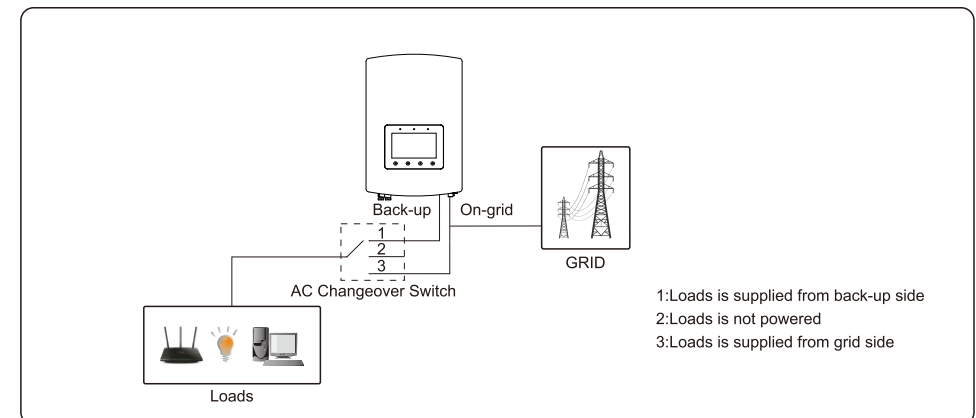 Back-up On-grid
1
2
3
AC Changeover Switch
GRID
1:Loads is supplied from back-up side
2:Loads is not powered
3:Loads is supplied from grid side
Loads